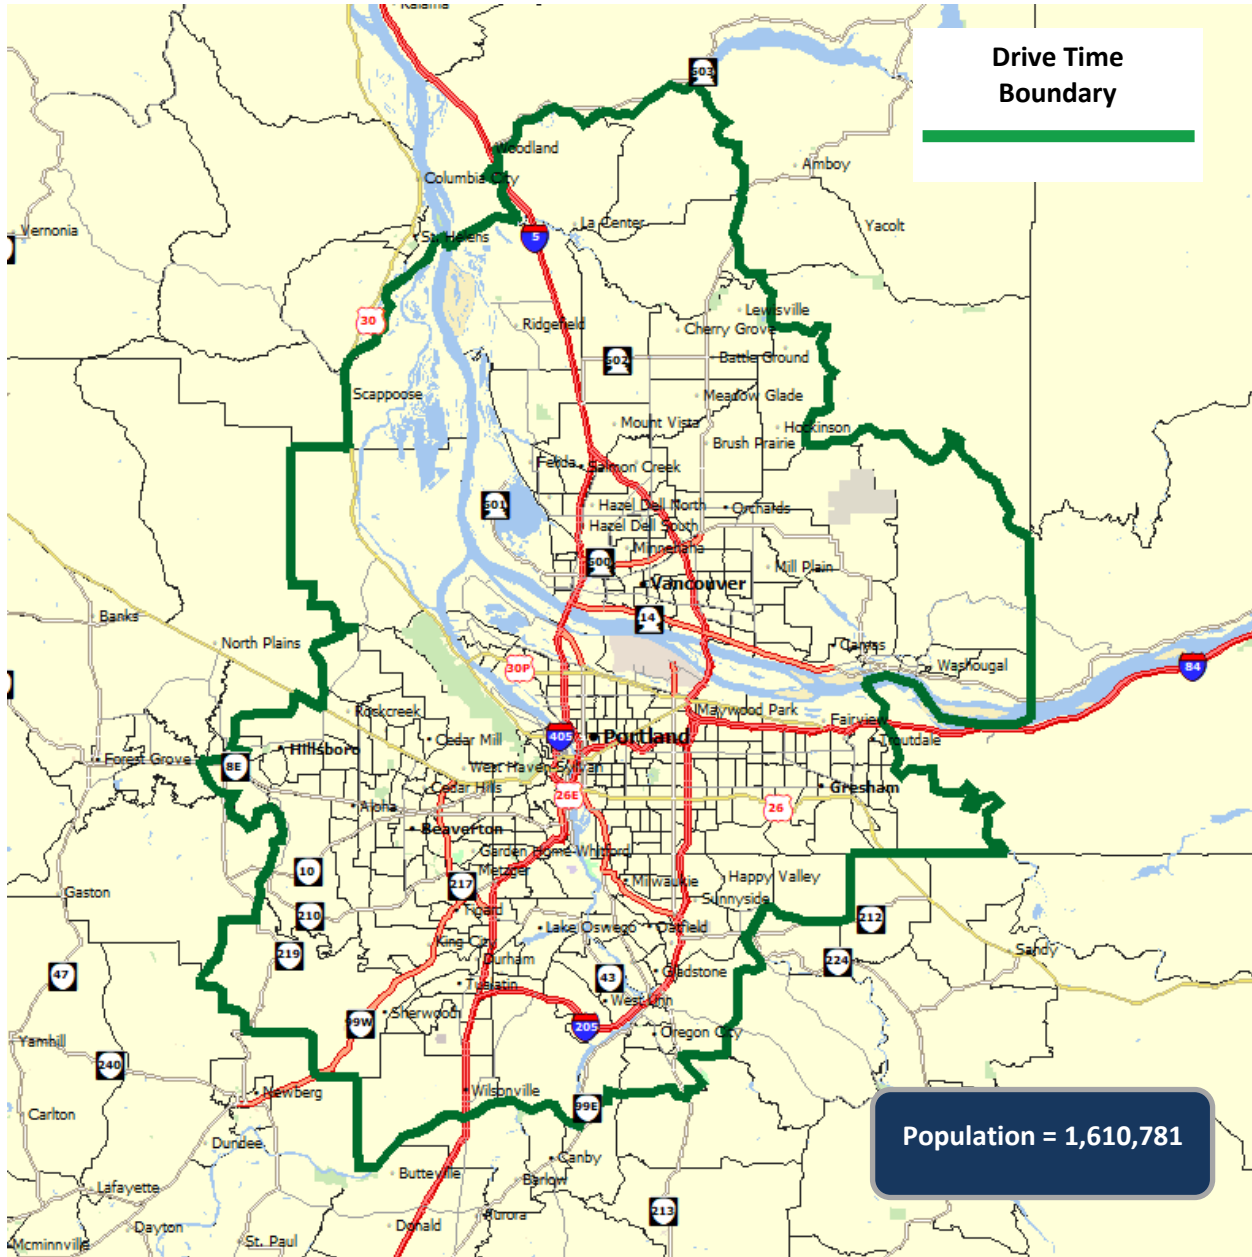 Kalama
503
Drive Time
Boundary
Woodland
Amboy
Columbia City
La Center
Yacolt
Vernonia
St. Helens
5
Lewisville
30
Ridgefield
Cherry Grove
502
Battle Ground
Scappoose
Meadow Glade
Mount Vista
Hockinson
Brush Prairie
Felida
Salmon Creek
501
Hazel Dell North
Orchards
Hazel Dell South
Minnehaha
500
Mill Plain
Vancouver
Banks
14
North Plains
Camas
30P
Washougal
84
Rockcreek
Maywood Park
Fairview
Cedar Mill
405
Portland
Troutdale
Hillsboro
Forest Grove
8E
West Haven-Sylvan
Cedar Hills
26E
Gresham
Aloha
26
Beaverton
Garden Home-Whitford
10
Metzger
217
Milwaukie
Happy Valley
Gaston
Sunnyside
210
Tigard
212
Lake Oswego
Oatfield
King City
219
Durham
Sandy
224
47
43
Gladstone
Tualatin
West Linn
Sherwood
99W
205
Oregon City
Yamhill
240
Newberg
Wilsonville
99E
Carlton
Population = 1,610,781
Dundee
Canby
Butteville
Barlow
Lafayette
213
Aurora
Dayton
Donald
St. Paul
Mcminnville